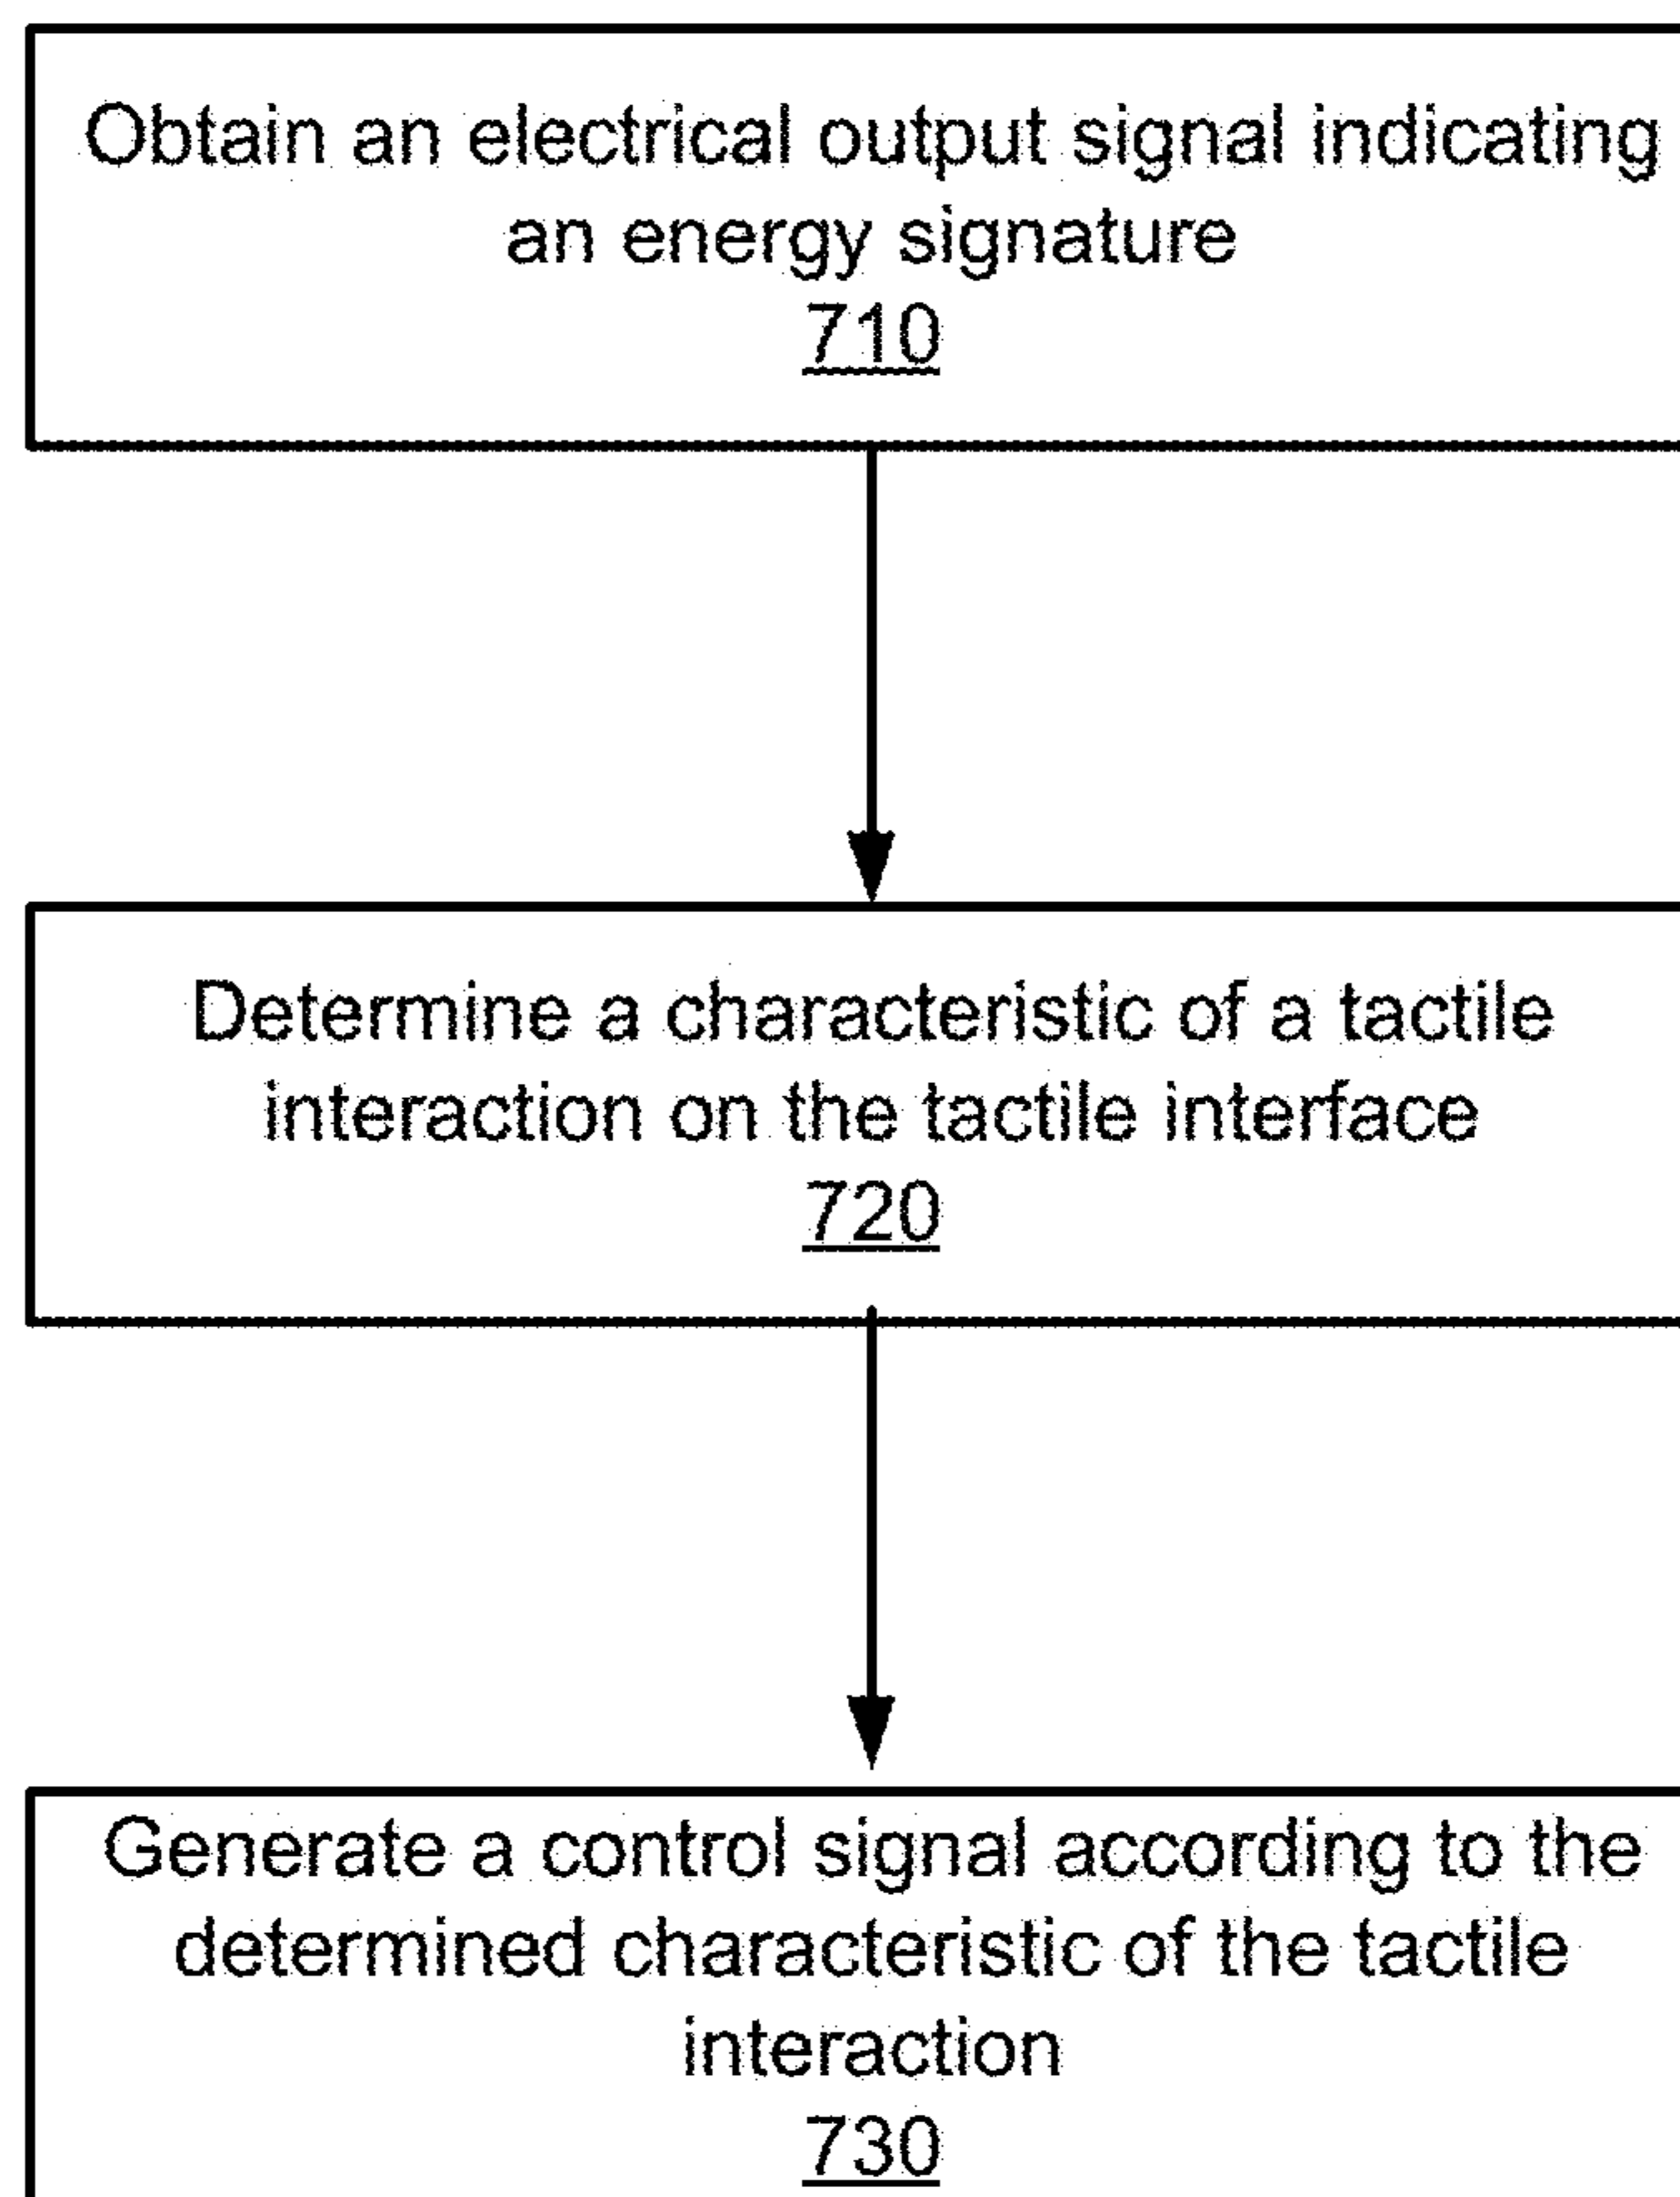 Obtain an electrical output signal indicating
an energy signature
710
Determine a characteristic of a tactile
interaction on the tactile interface
720
Generate a control signal according to the
determined characteristic of the tactile
interaction
730